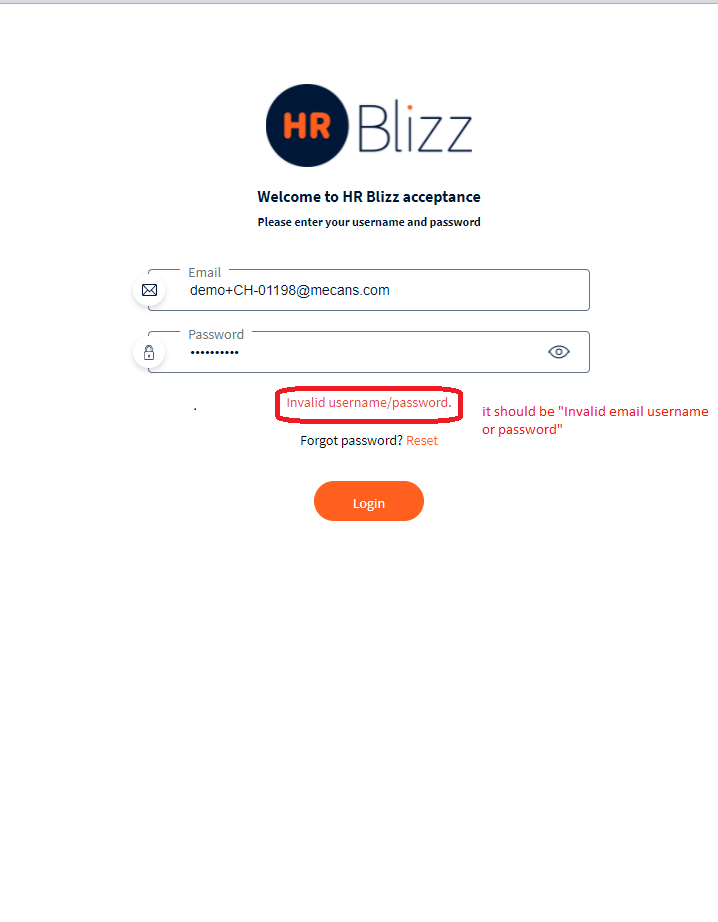 HR Blizz
Welcome to HR Blizz acceptance
Please enter your username and password
Email
demo+CH-01198@mecans.com
Password
••••••••••
Invalid username/password.
it should be "Invalid email username
or password"
.
Forgot password? Reset
Login